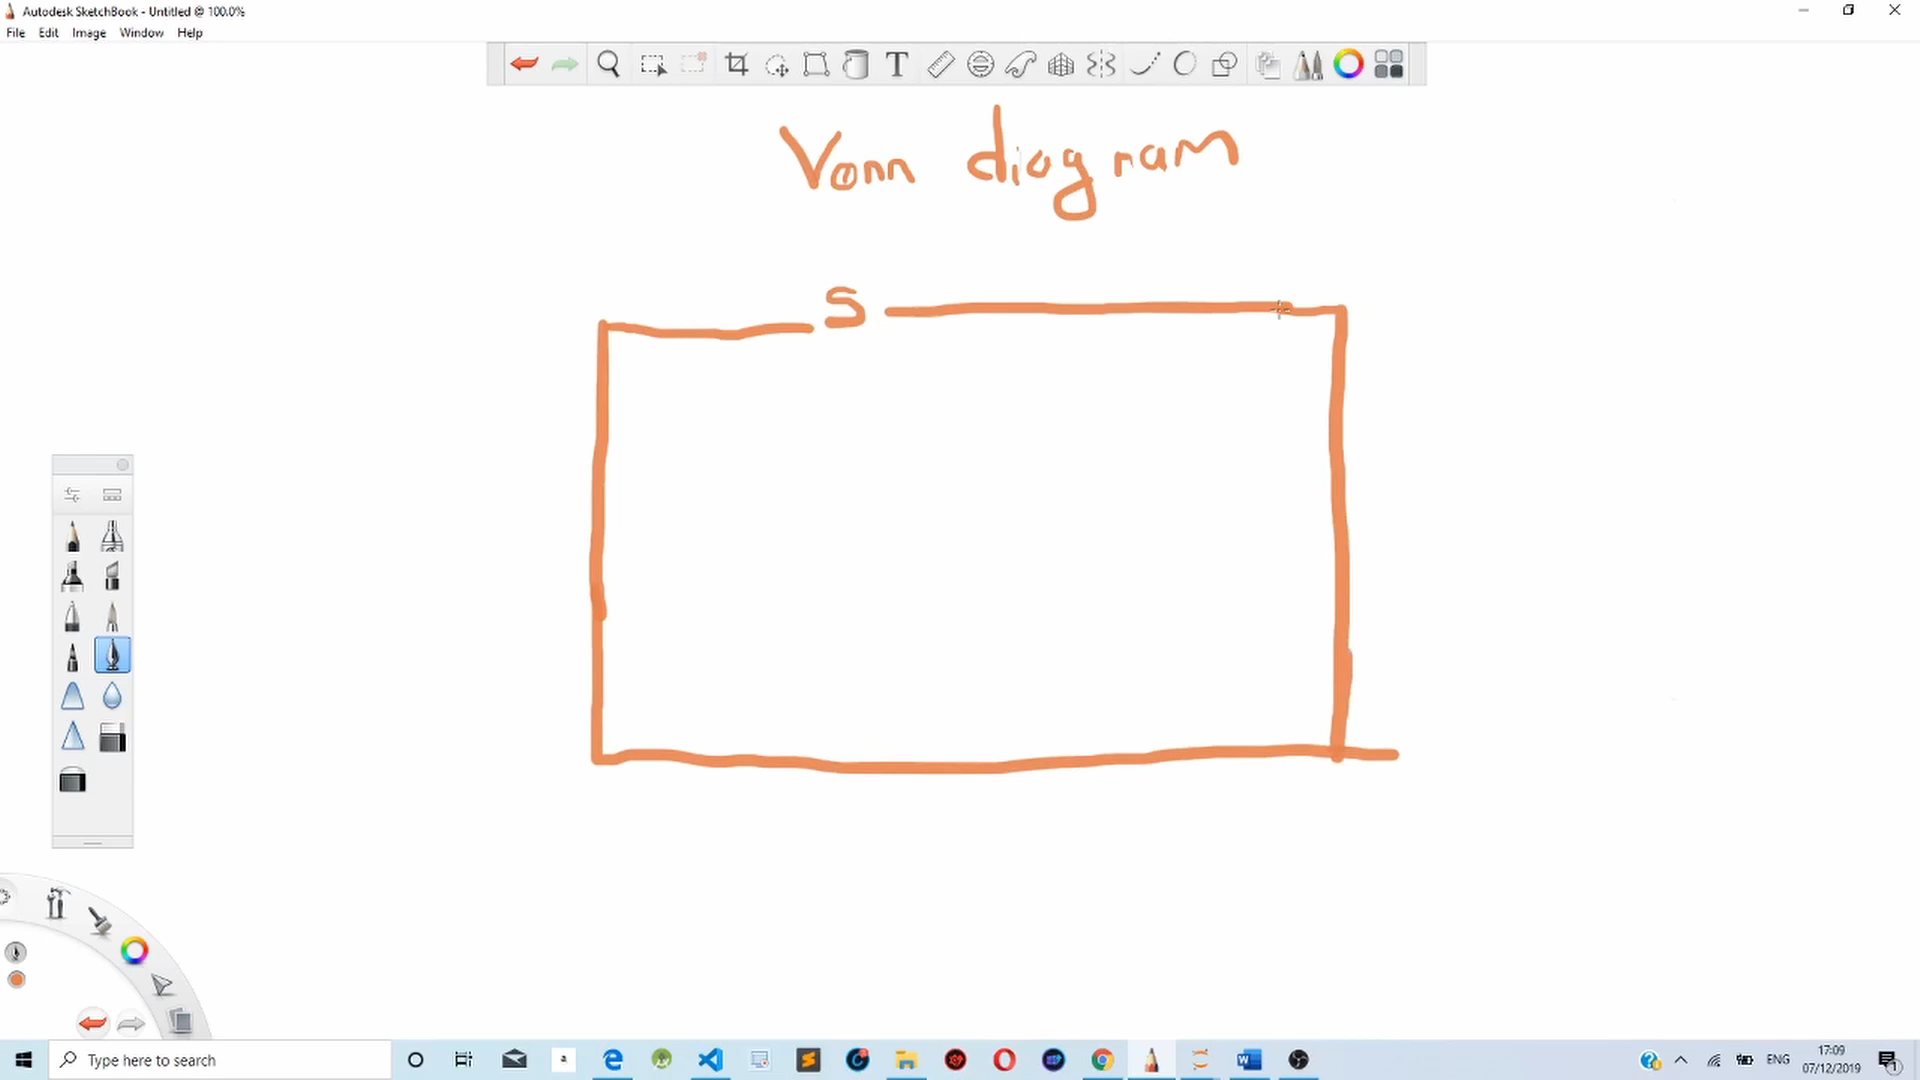 Autodesk SketchBook - Untitled @ 100.0%
File Edit Image Window Help
T
Venn diagram
S
Type here to search
a
ENG
17:09
07/12/2019
1